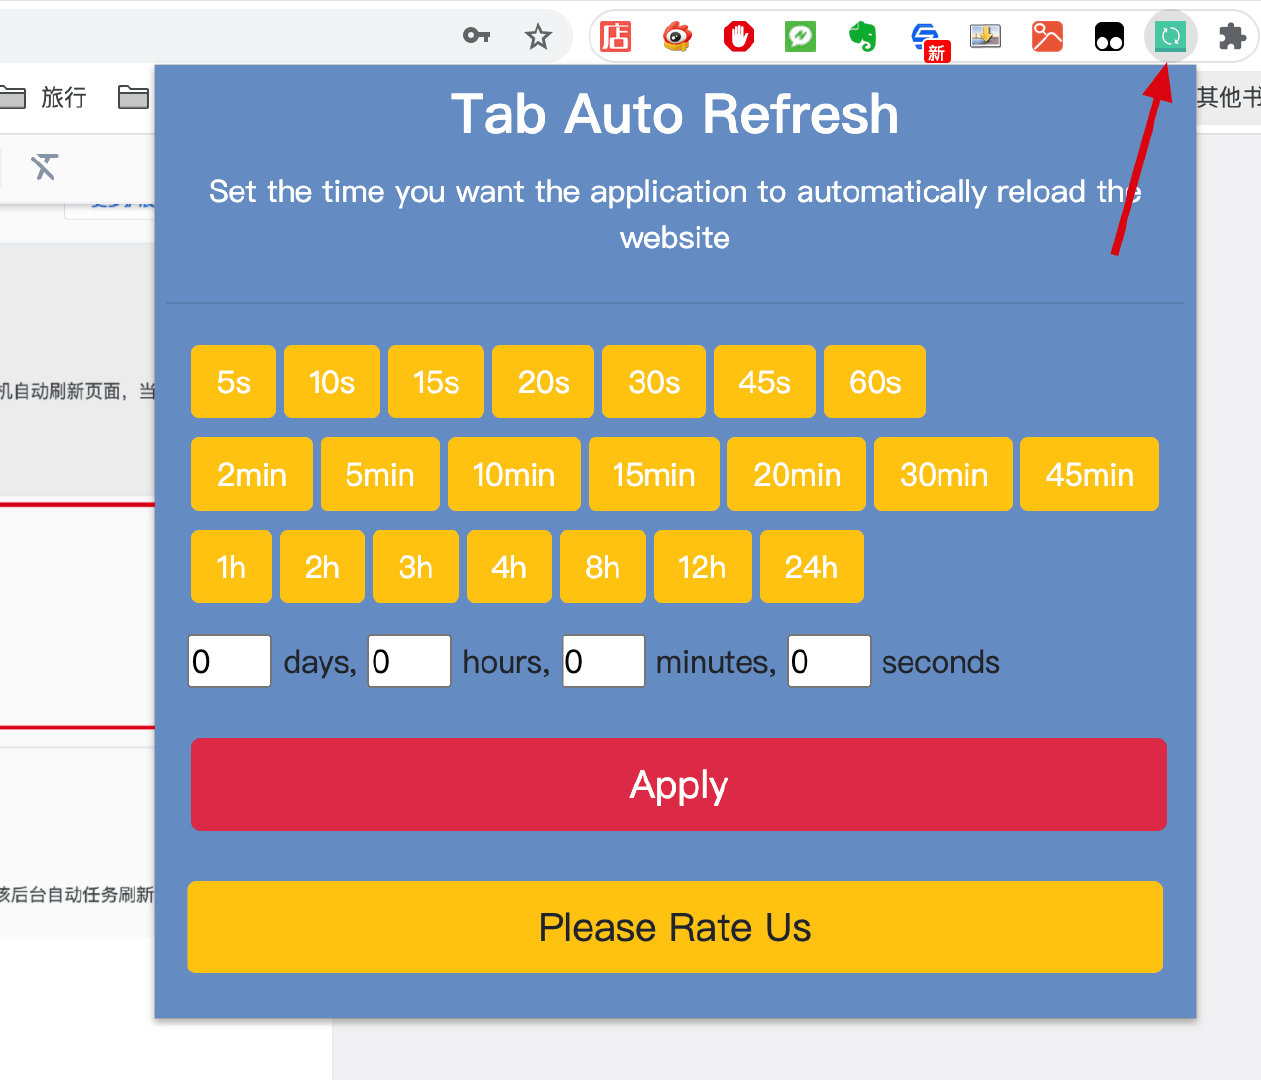 店
新
旅行
其他书
Tab Auto Refresh
Set the time you want the application to automatically reload the
website
机自动刷新页面，当
5s 10s 15s 20s 30s 45s 60s
2min 5min 10min 15min 20min 30min 45min
1h 2h 3h 4h 8h 12h 24h
0 days, 0 hours, 0 minutes, 0 seconds
Apply
该后台自动任务刷新
Please Rate Us